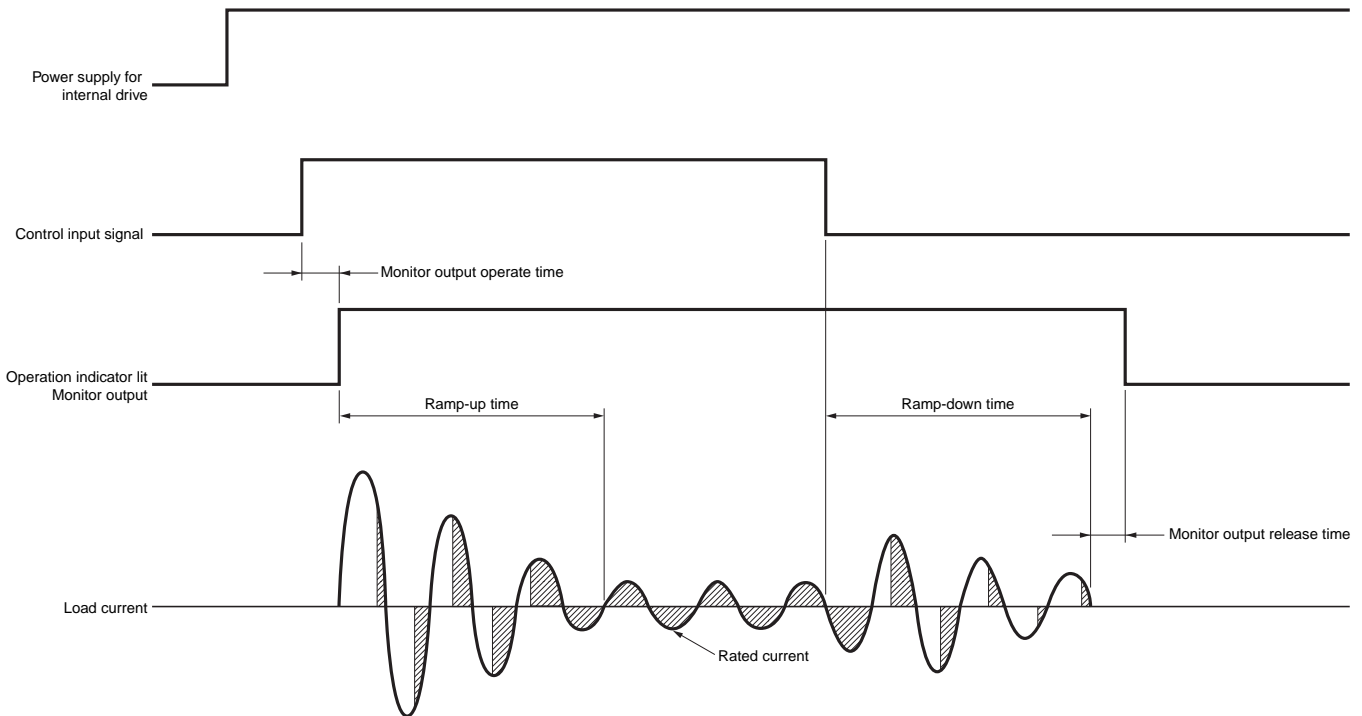 Power supply for
internal drive
Control input signal
Monitor output operate time
Operation indicator lit
Monitor output
Ramp-up time
Ramp-down time
Monitor output release time
Load current
Rated current